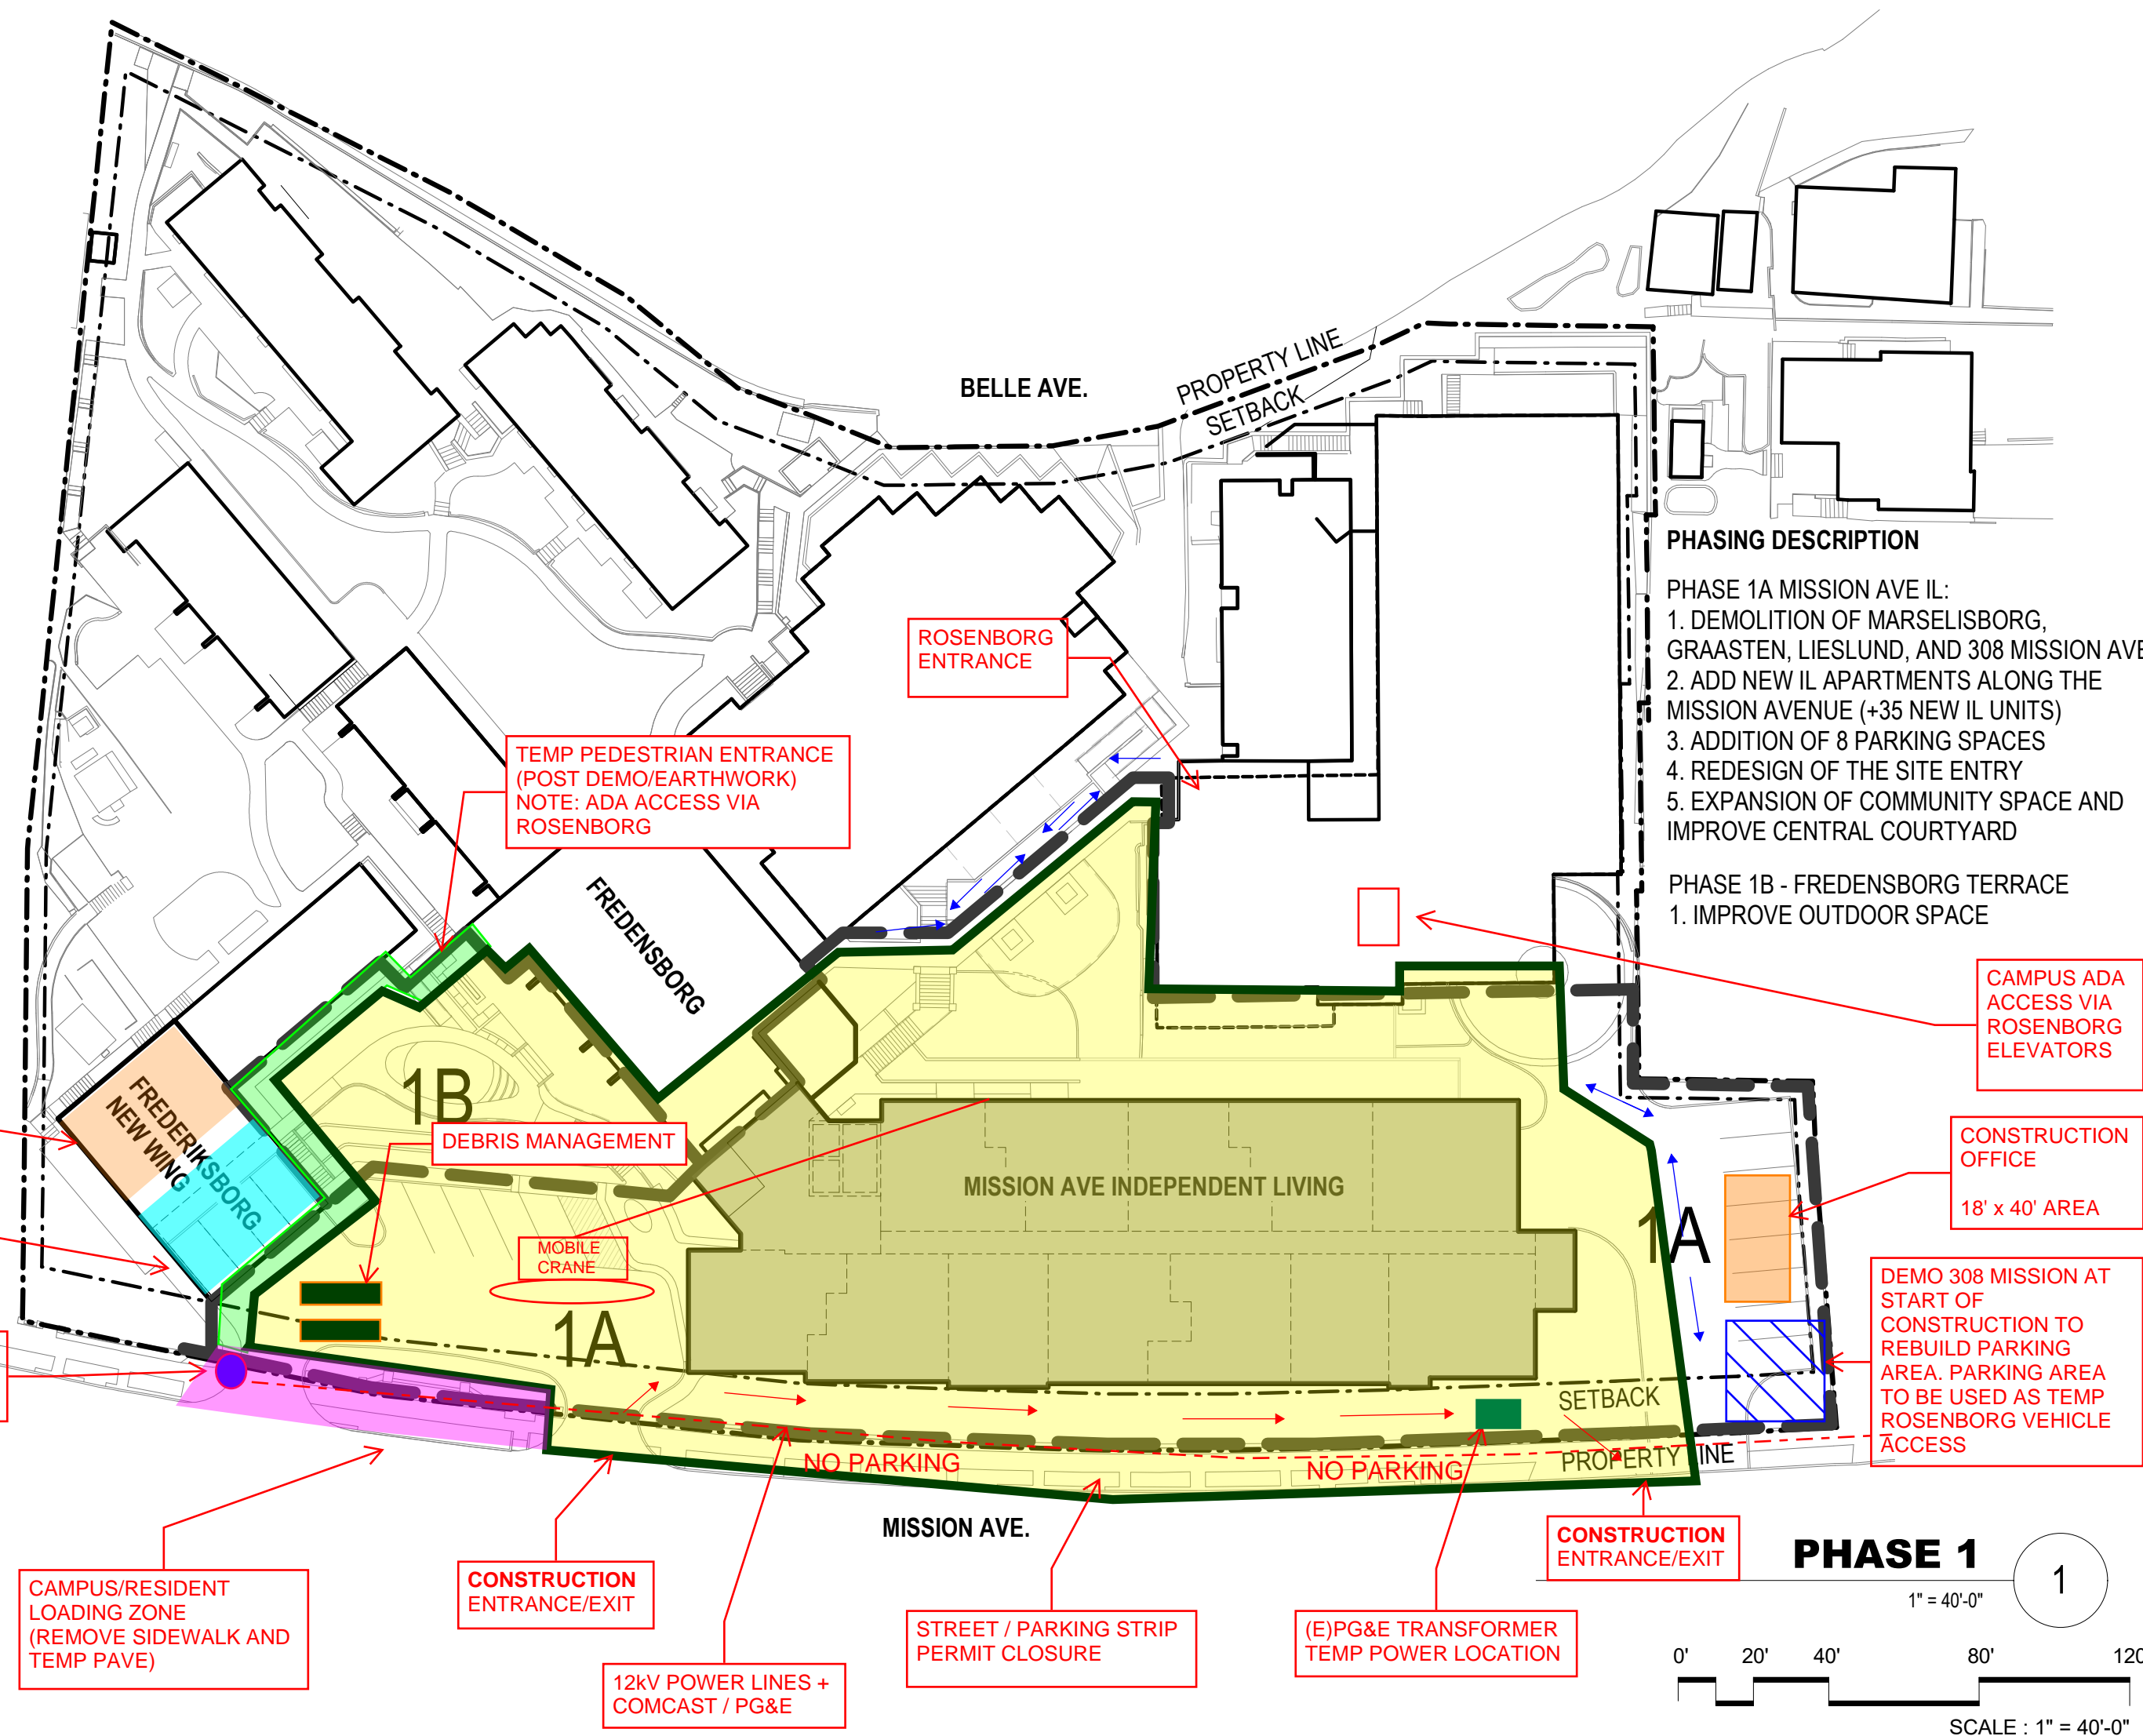 BELLE AVE.
PROPERTY LINE
SETBACK
PHASING DESCRIPTION
PHASE 1A MISSION AVE IL:
1. DEMOLITION OF MARSELISBORG,
GRAASTEN, LIESLUND, AND 308 MISSION AVE
2. ADD NEW IL APARTMENTS ALONG THE
MISSION AVENUE (+35 NEW IL UNITS)
3. ADDITION OF 8 PARKING SPACES
4. REDESIGN OF THE SITE ENTRY
5. EXPANSION OF COMMUNITY SPACE AND
IMPROVE CENTRAL COURTYARD
PHASE 1B - FREDENSBORG TERRACE
1. IMPROVE OUTDOOR SPACE
ROSENBORG
ENTRANCE
TEMP PEDESTRIAN ENTRANCE
(POST DEMO/EARTHWORK)
NOTE: ADA ACCESS VIA
ROSENBORG
FREDENSBORG
CAMPUS ADA
ACCESS VIA
ROSENBORG
ELEVATORS
1B
FREDERIKSBORG
NEW WING
DEBRIS MANAGEMENT
MISSION AVE INDEPENDENT LIVING
CONSTRUCTION
OFFICE
18' x 40' AREA
1A
MOBILE
CRANE
1A
DEMO 308 MISSION AT
START OF
CONSTRUCTION TO
REBUILD PARKING
AREA. PARKING AREA
TO BE USED AS TEMP
ROSENBORG VEHICLE
ACCESS
SETBACK
PROPERTY LINE
NO PARKING
NO PARKING
MISSION AVE.
CONSTRUCTION
ENTRANCE/EXIT
CAMPUS/RESIDENT
LOADING ZONE
(REMOVE SIDEWALK AND
TEMP PAVE)
CONSTRUCTION
ENTRANCE/EXIT
12kV POWER LINES +
COMCAST / PG&E
STREET / PARKING STRIP
PERMIT CLOSURE
(E)PG&E TRANSFORMER
TEMP POWER LOCATION
PHASE 1
1
1" = 40'-0"
0' 20' 40' 80' 120
SCALE : 1" = 40'-0"